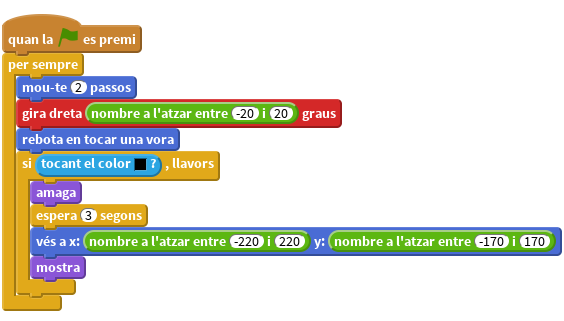 quan la es premi
per sempre
mou-te 2 passos
gira dreta nombre a l'atzar entre -20 i 20 graus
rebota en tocar una vora
si tocant el color ? , llavors
amaga
espera 3 segons
vés a x: nombre a l'atzar entre -220 i 220 y: nombre a l'atzar entre -170 i 170
mostra